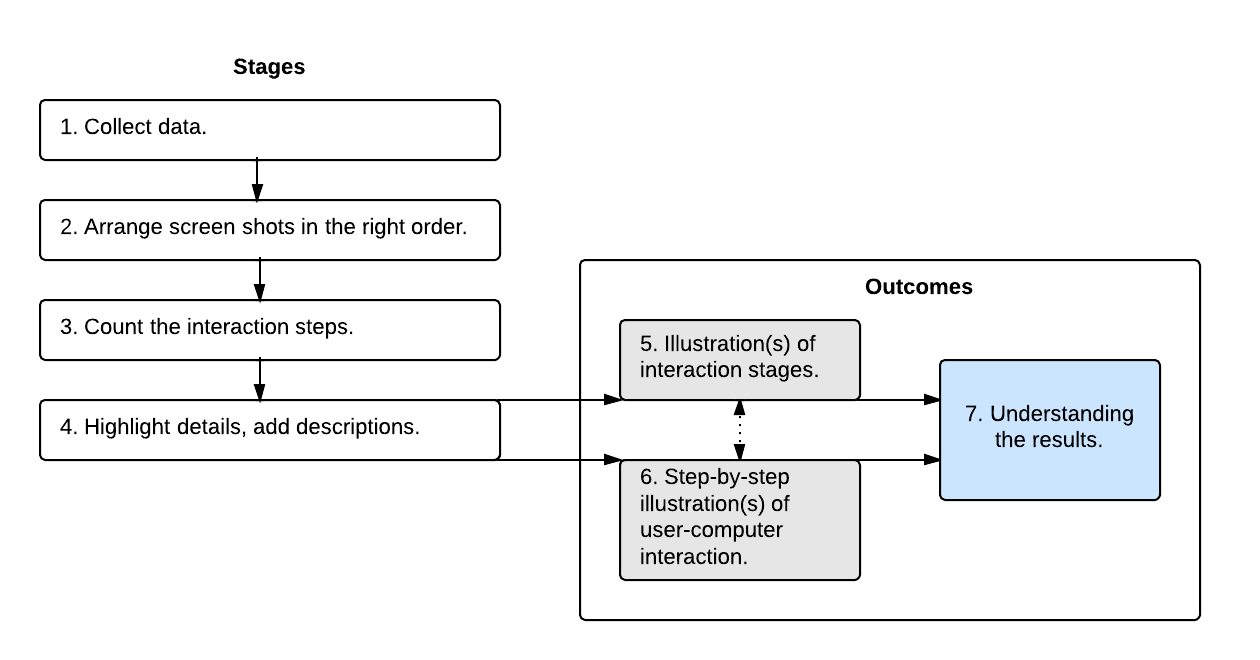 Stages
1. Collect data.
2. Arrange screen shots in the right order.
3. Count the interaction steps.
4. Highlight details, add descriptions.
Outcomes
5. Illustration(s) of
interaction stages.
6. Step-by-step
illustration(s) of
user-computer
interaction.
7. Understanding
the results.